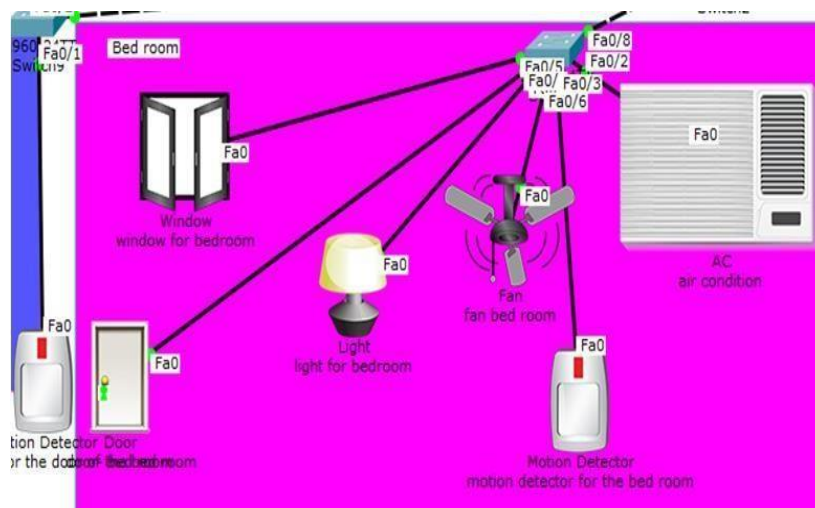 Fa0/1
Bed room
Fa0/8
Fa0/2
Fa0/5
Fa0/3
Fa0/6
Fa0
Window
window for bedroom
Fa0
AC
air condition
Fa0
Fan
fan bed room
Fa0
Light
light for bedroom
Fa0
Fa0
Door
Fa0
Motion Detector
motion detector for the bed room